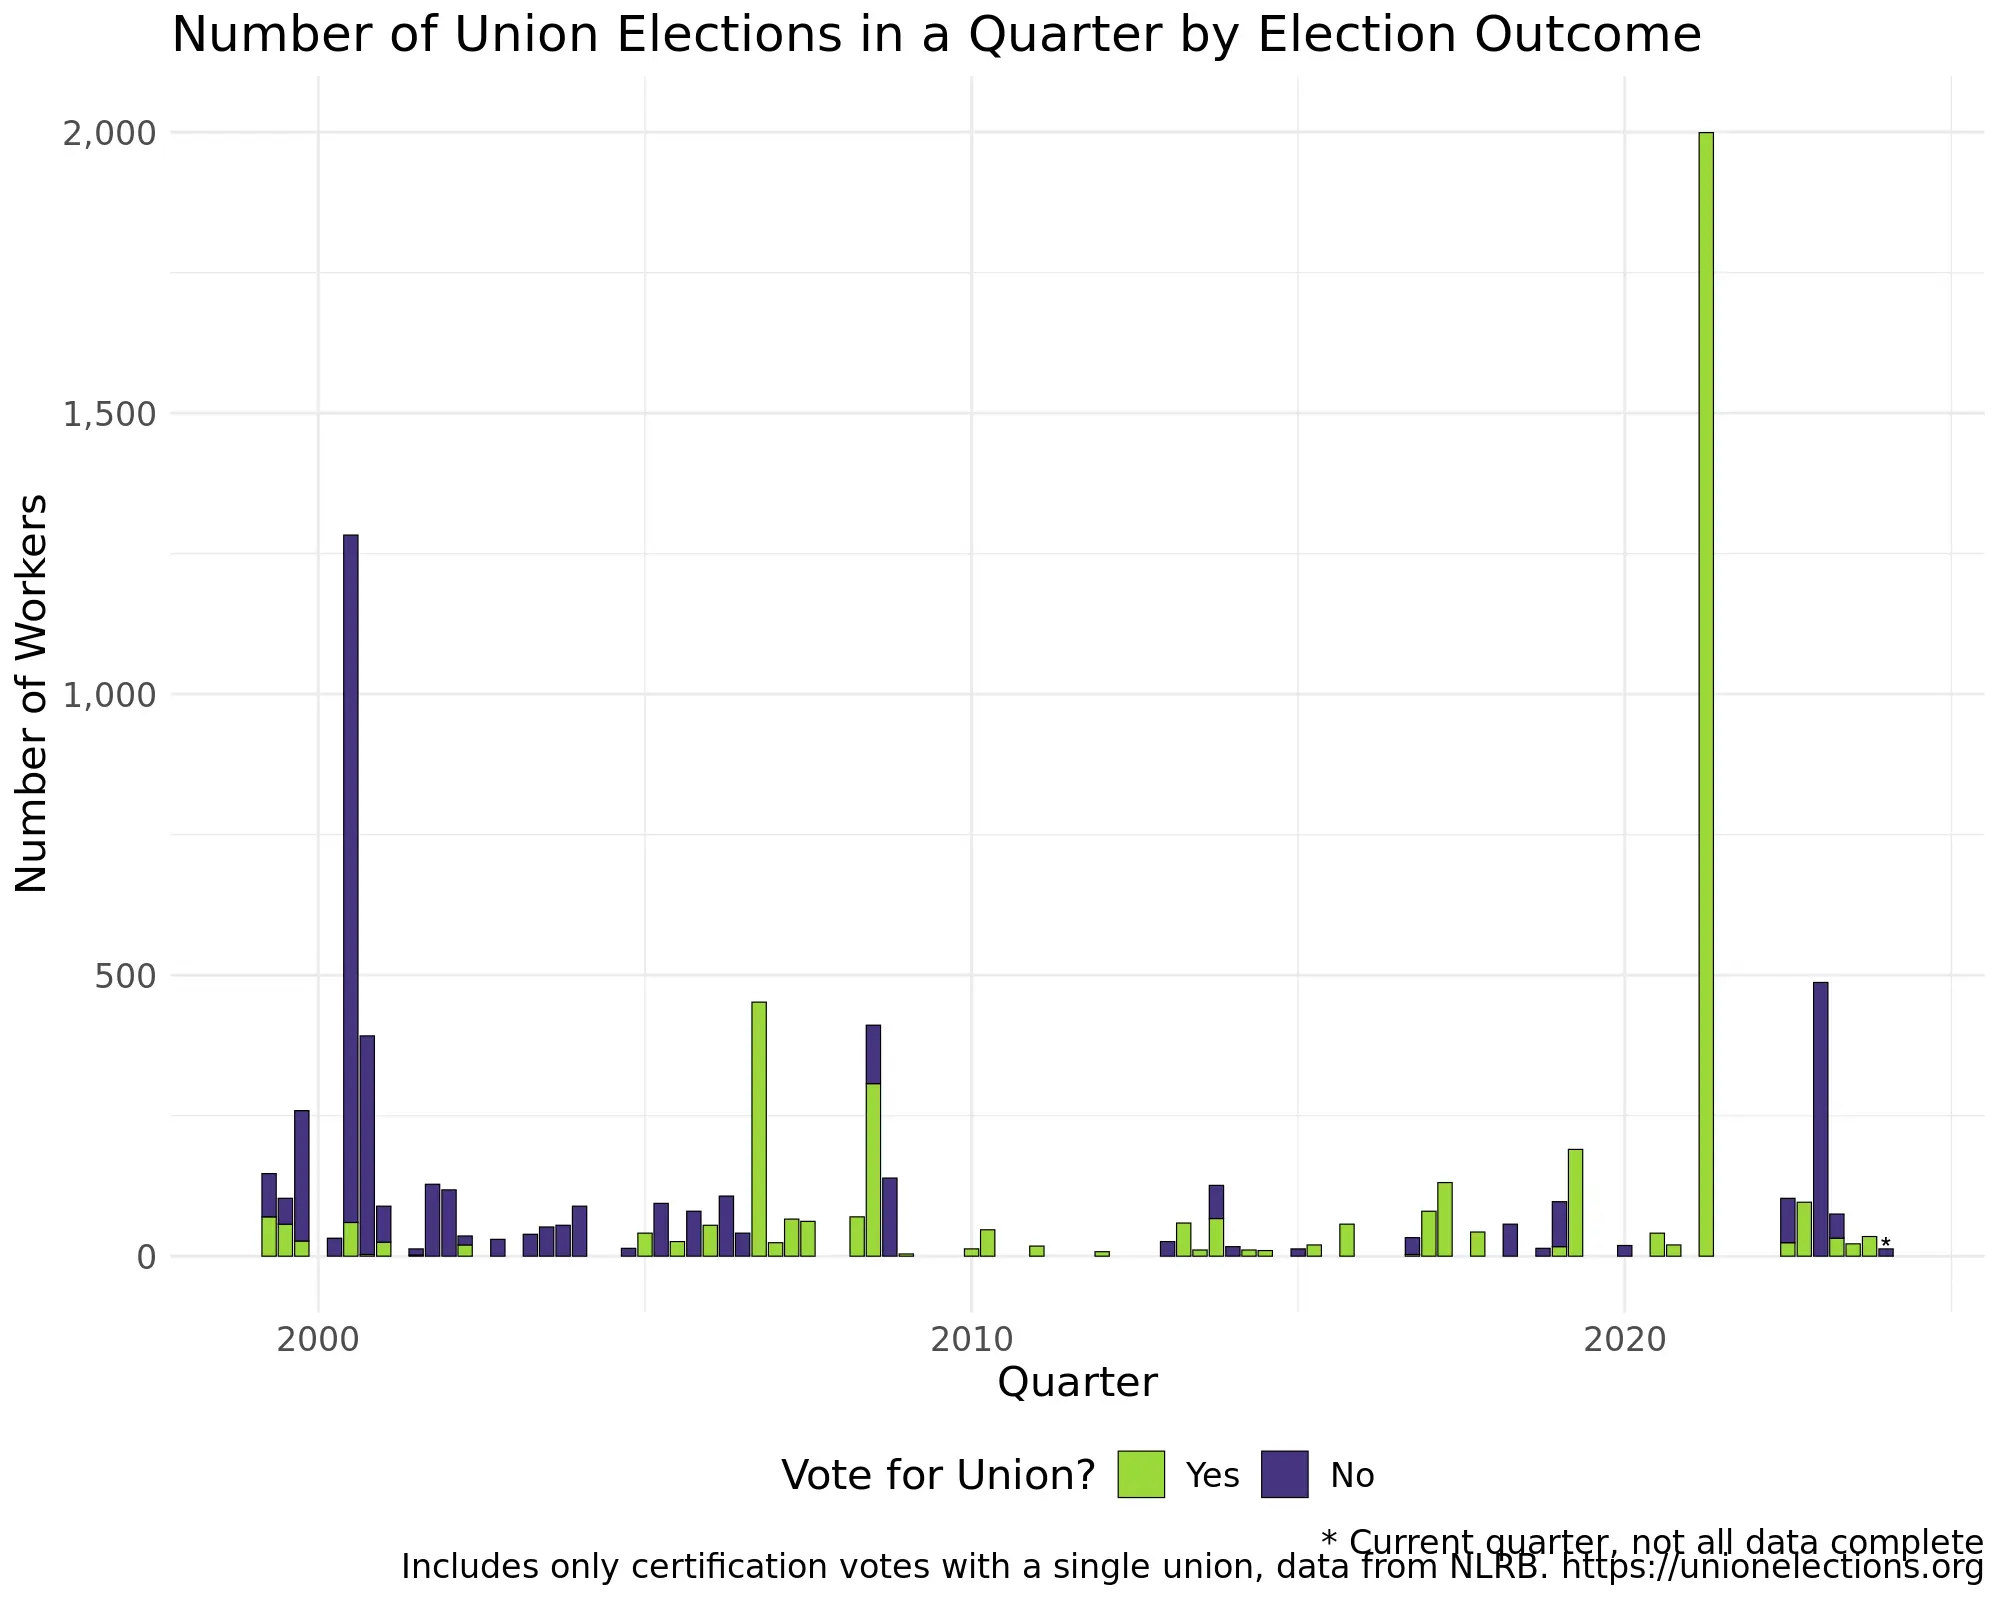 Number of Union Elections in a Quarter by Election Outcome
Number of Workers
2,000
1,500
1,000
500
0
*
2000
2010
2020
Quarter
Vote for Union?
Yes
No
* Current quarter, not all data complete
Includes only certification votes with a single union, data from NLRB. https://unionelections.org